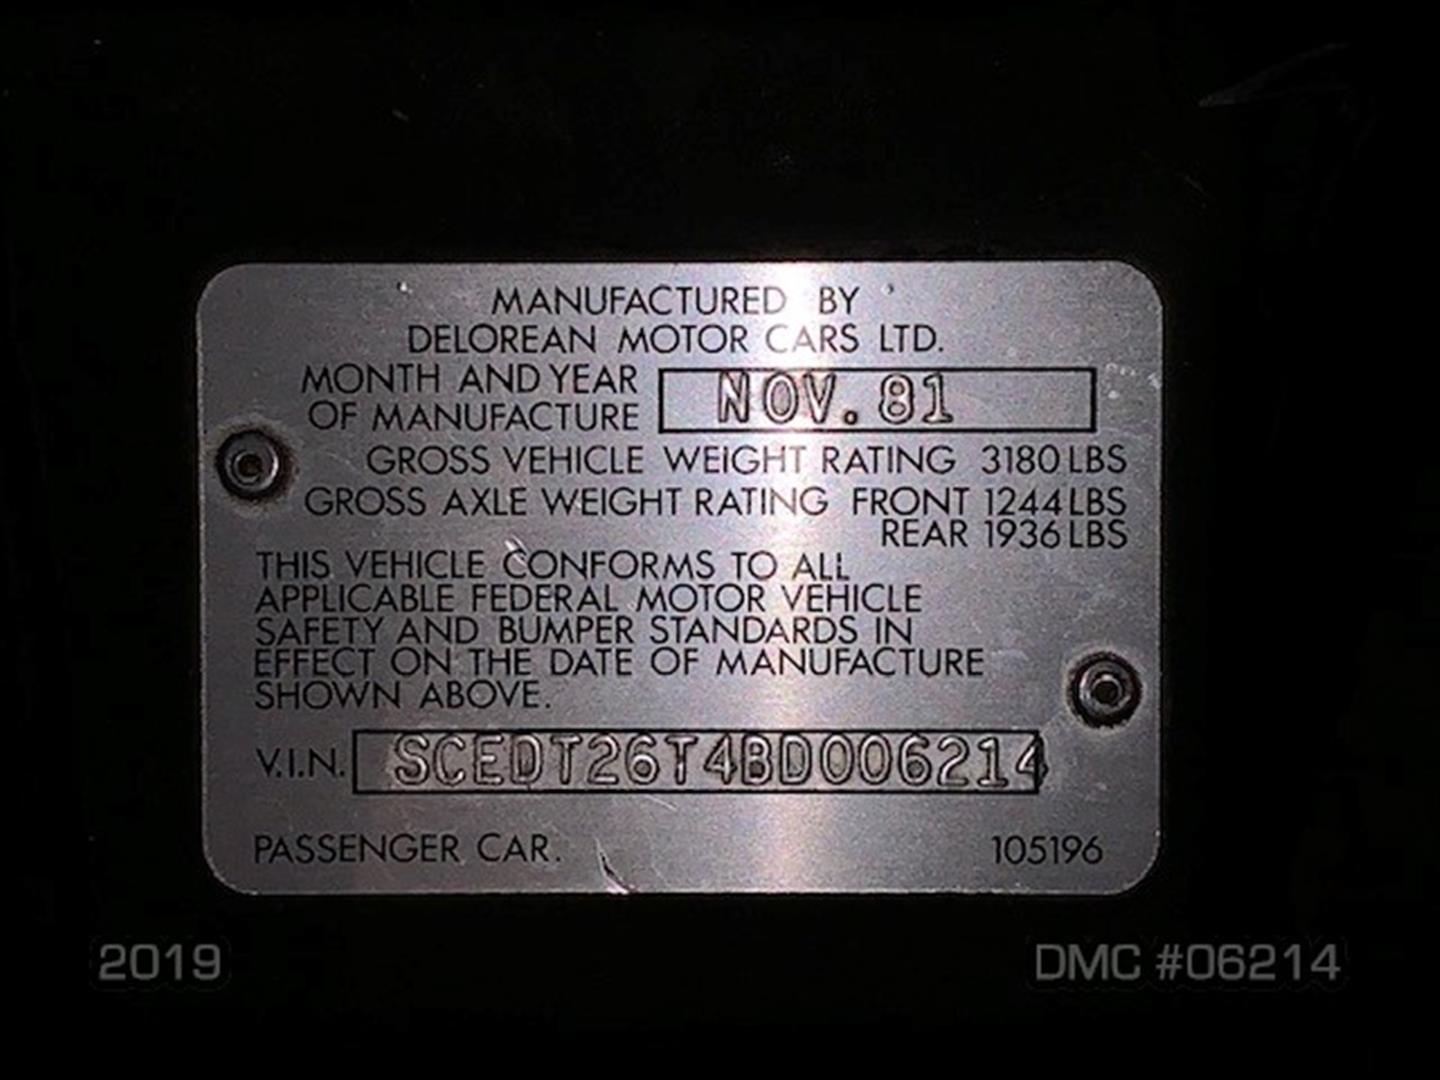 MANUFACTURED BY
DELOREAN MOTOR CARS LTD.
MONTH AND YEAR
OF MANUFACTURE
NOV. 81
GROSS VEHICLE WEIGHT RATING 3180 LBS
GROSS AXLE WEIGHT RATING FRONT 1244 LBS
REAR 1936 LBS
THIS VEHICLE CONFORMS TO ALL
APPLICABLE FEDERAL MOTOR VEHICLE
SAFETY AND BUMPER STANDARDS IN
EFFECT ON THE DATE OF MANUFACTURE
SHOWN ABOVE.
V.I.N. SCEDT26T4BD006214
PASSENGER CAR. 105196
2019 DMC #06214